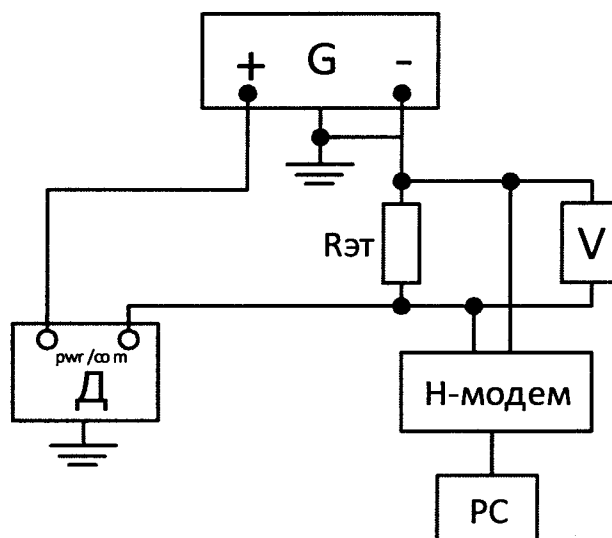 + G -
Rэт
V
pwr/com
Д
Н-модем
PC